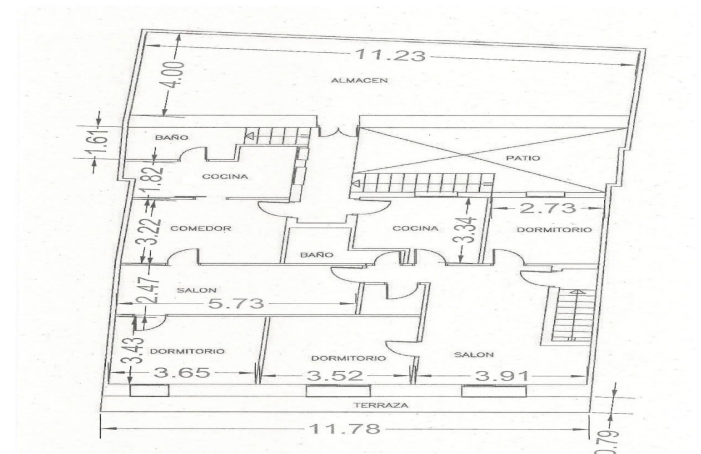 11.23
4.00
ALMACEN
1.61
BAÑO
PATIO
1.82
COCINA
2.73
3.22
COMEDOR
COCINA
3.34
DORMITORIO
BAÑO
2.47
SALON
5.73
3.43
DORMITORIO
DORMITORIO
SALON
3.65
3.52
3.91
TERRAZA
11.78
0.79